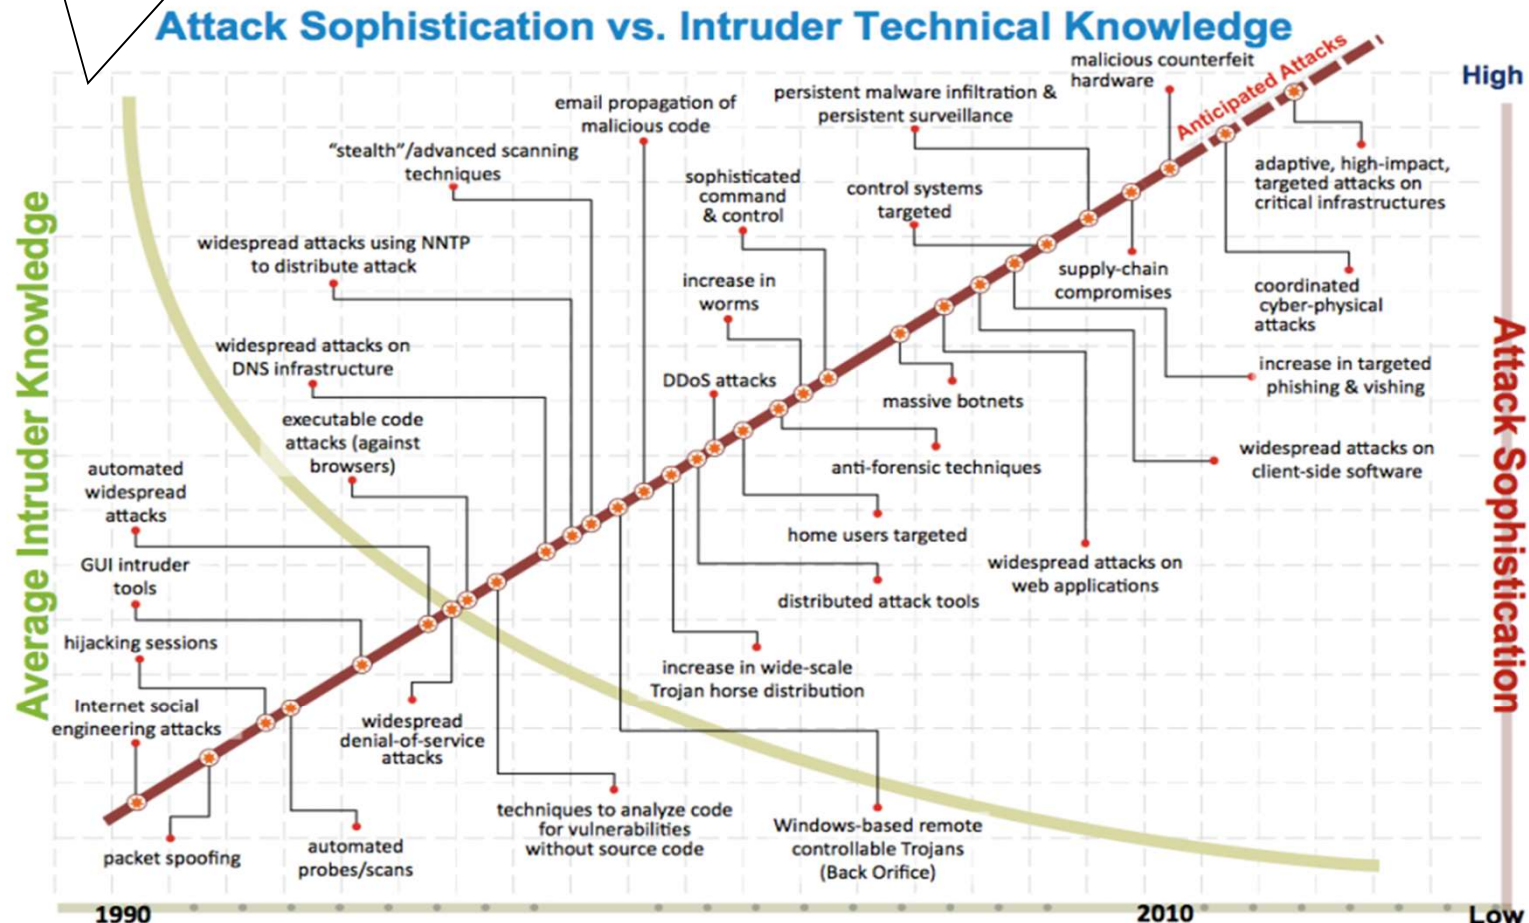 Attack Sophistication vs. Intruder Technical Knowledge
High
Average Intruder Knowledge
Attack Sophistication
Anticipated Attacks
malicious counterfeit
hardware
persistent malware infiltration &
persistent surveillance
email propagation of
malicious code
"stealth"/advanced scanning
techniques
sophisticated
command
& control
control systems
targeted
adaptive, high-impact,
targeted attacks on
critical infrastructures
widespread attacks using NNTP
to distribute attack
increase in
worms
supply-chain
compromises
coordinated
cyber-physical
attacks
widespread attacks on
DNS infrastructure
DDoS attacks
massive botnets
increase in targeted
phishing & vishing
executable code
attacks (against
browsers)
anti-forensic techniques
widespread attacks on
client-side software
automated
widespread
attacks
home users targeted
GUI intruder
tools
widespread attacks on
web applications
distributed attack tools
hijacking sessions
increase in wide-scale
Trojan horse distribution
Internet social
engineering attacks
widespread
denial-of-service
attacks
techniques to analyze code
for vulnerabilities
without source code
Windows-based remote
controllable Trojans
(Back Orifice)
packet spoofing
automated
probes/scans
1990
2010
Low